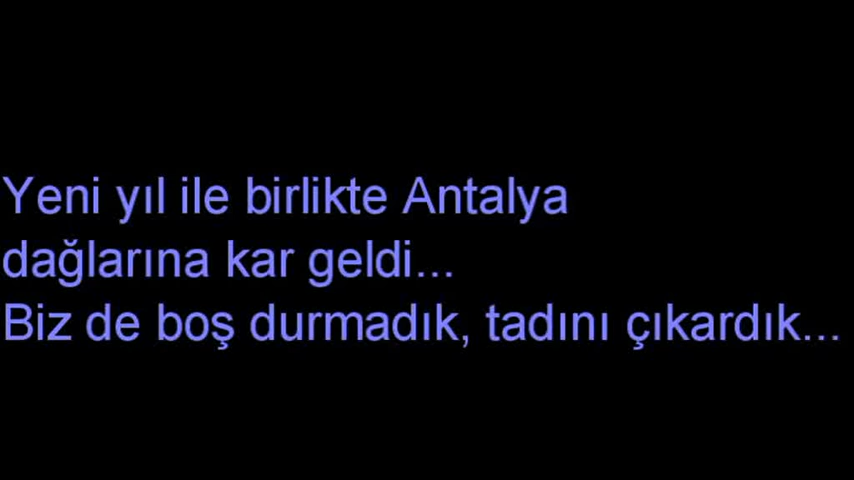 Yeni yıl ile birlikte Antalya
dağlarına kar geldi...
Biz de boş durmadık, tadını çıkardık...